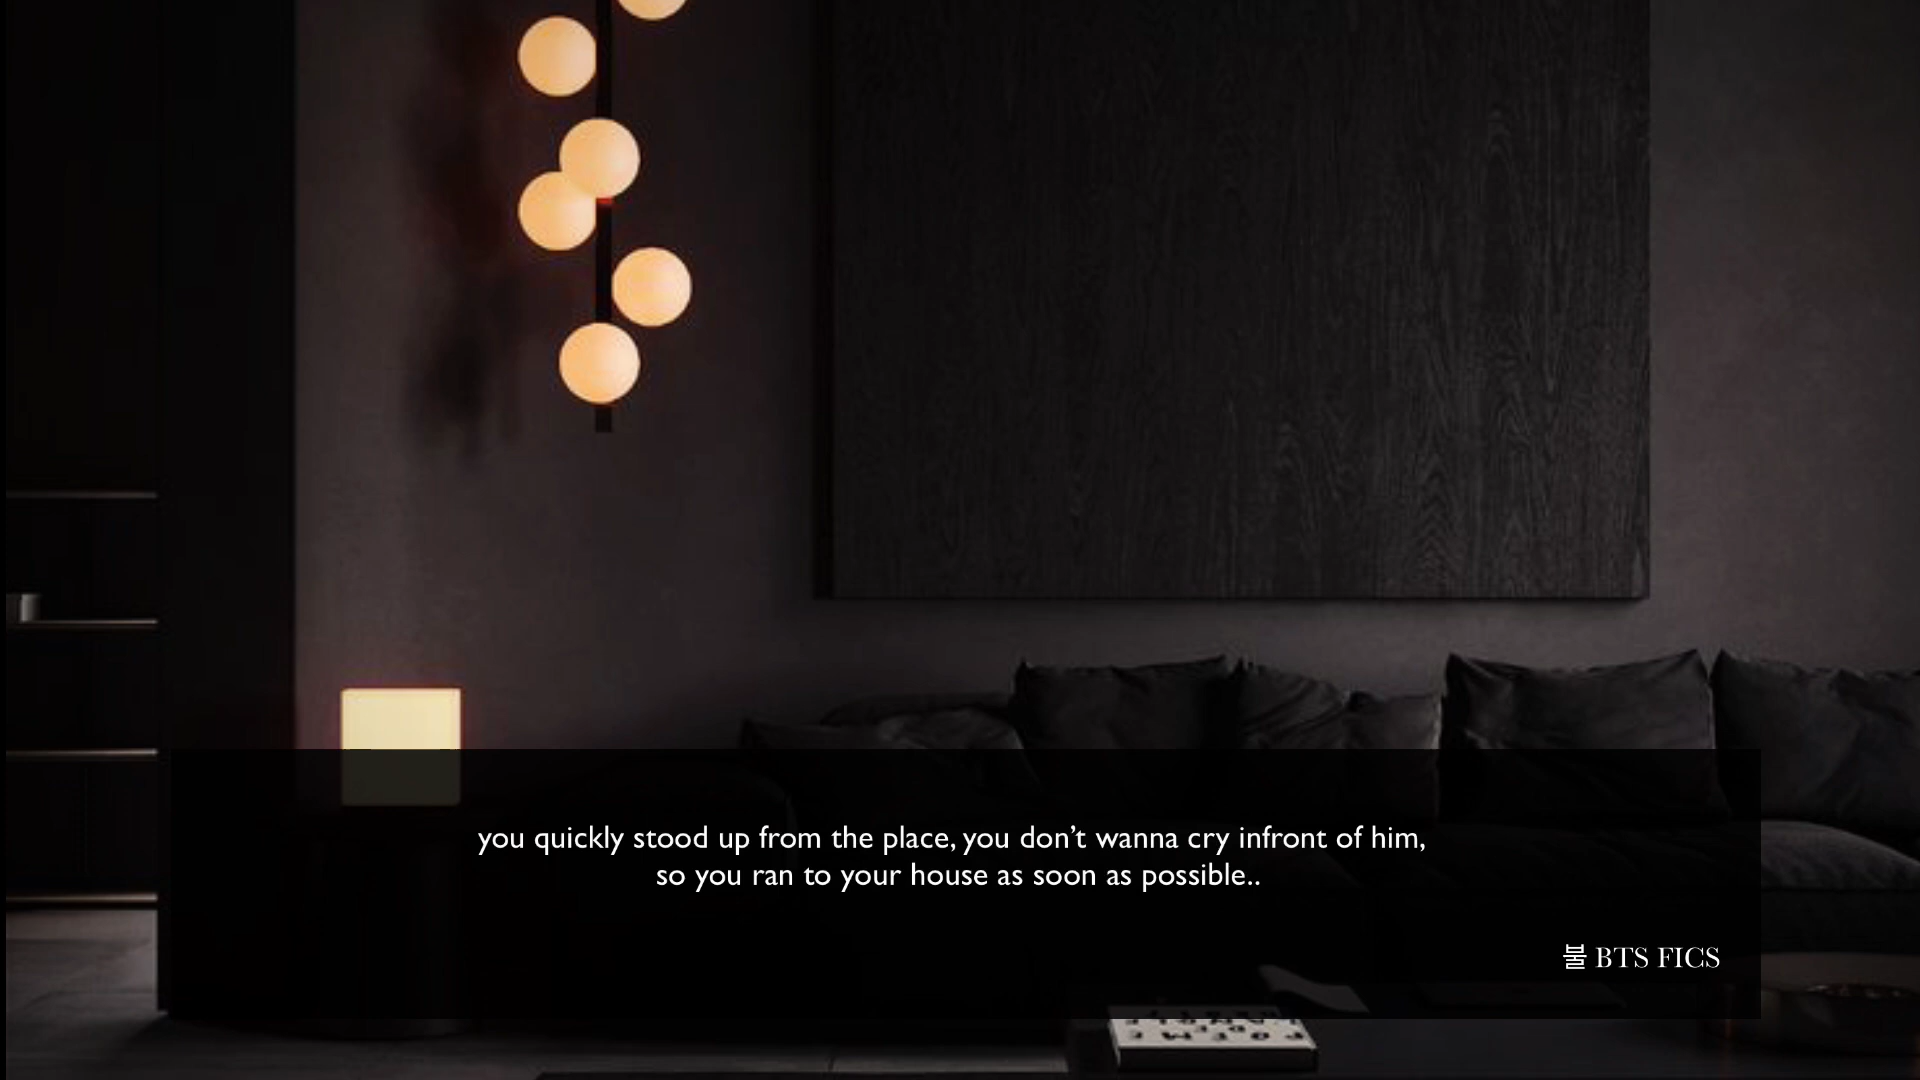 you quickly stood up from the place, you don't wanna cry infront of him,
so you ran to your house as soon as possible..
불 BTS FICS